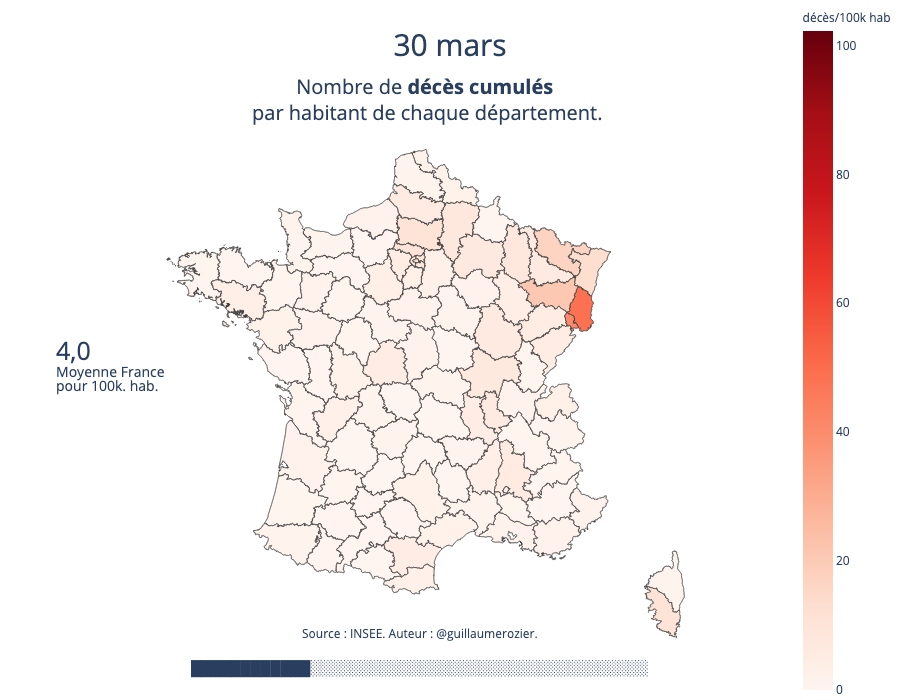 décès/100k hab
30 mars
Nombre de décès cumulés
par habitant de chaque département.
100
80
60
4,0
Moyenne France
pour 100k. hab.
40
20
Source : INSEE. Auteur : @guillaumerozier.
0